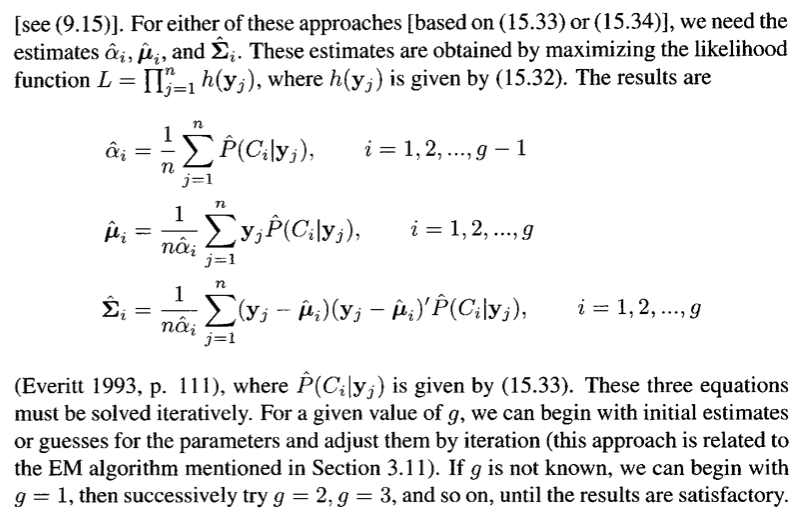 [see (9.15)]. For either of these approaches [based on (15.33) or (15.34)], we need the
estimates α̂ᵢ, μ̂ᵢ, and Σ̂ᵢ. These estimates are obtained by maximizing the likelihood
function L = ∏ⁿⱼ₌₁ h(yⱼ), where h(yⱼ) is given by (15.32). The results are
α̂ᵢ = 1/n ∑ⁿⱼ₌₁ P̂(Cᵢ|yⱼ), i = 1, 2, ..., g − 1
μ̂ᵢ = 1/(nα̂ᵢ) ∑ⁿⱼ₌₁ yⱼP̂(Cᵢ|yⱼ), i = 1, 2, ..., g
Σ̂ᵢ = 1/(nα̂ᵢ) ∑ⁿⱼ₌₁ (yⱼ − μ̂ᵢ)(yⱼ − μ̂ᵢ)′P̂(Cᵢ|yⱼ), i = 1, 2, ..., g
(Everitt 1993, p. 111), where P̂(Cᵢ|yⱼ) is given by (15.33). These three equations
must be solved iteratively. For a given value of g, we can begin with initial estimates
or guesses for the parameters and adjust them by iteration (this approach is related to
the EM algorithm mentioned in Section 3.11). If g is not known, we can begin with
g = 1, then successively try g = 2, g = 3, and so on, until the results are satisfactory.